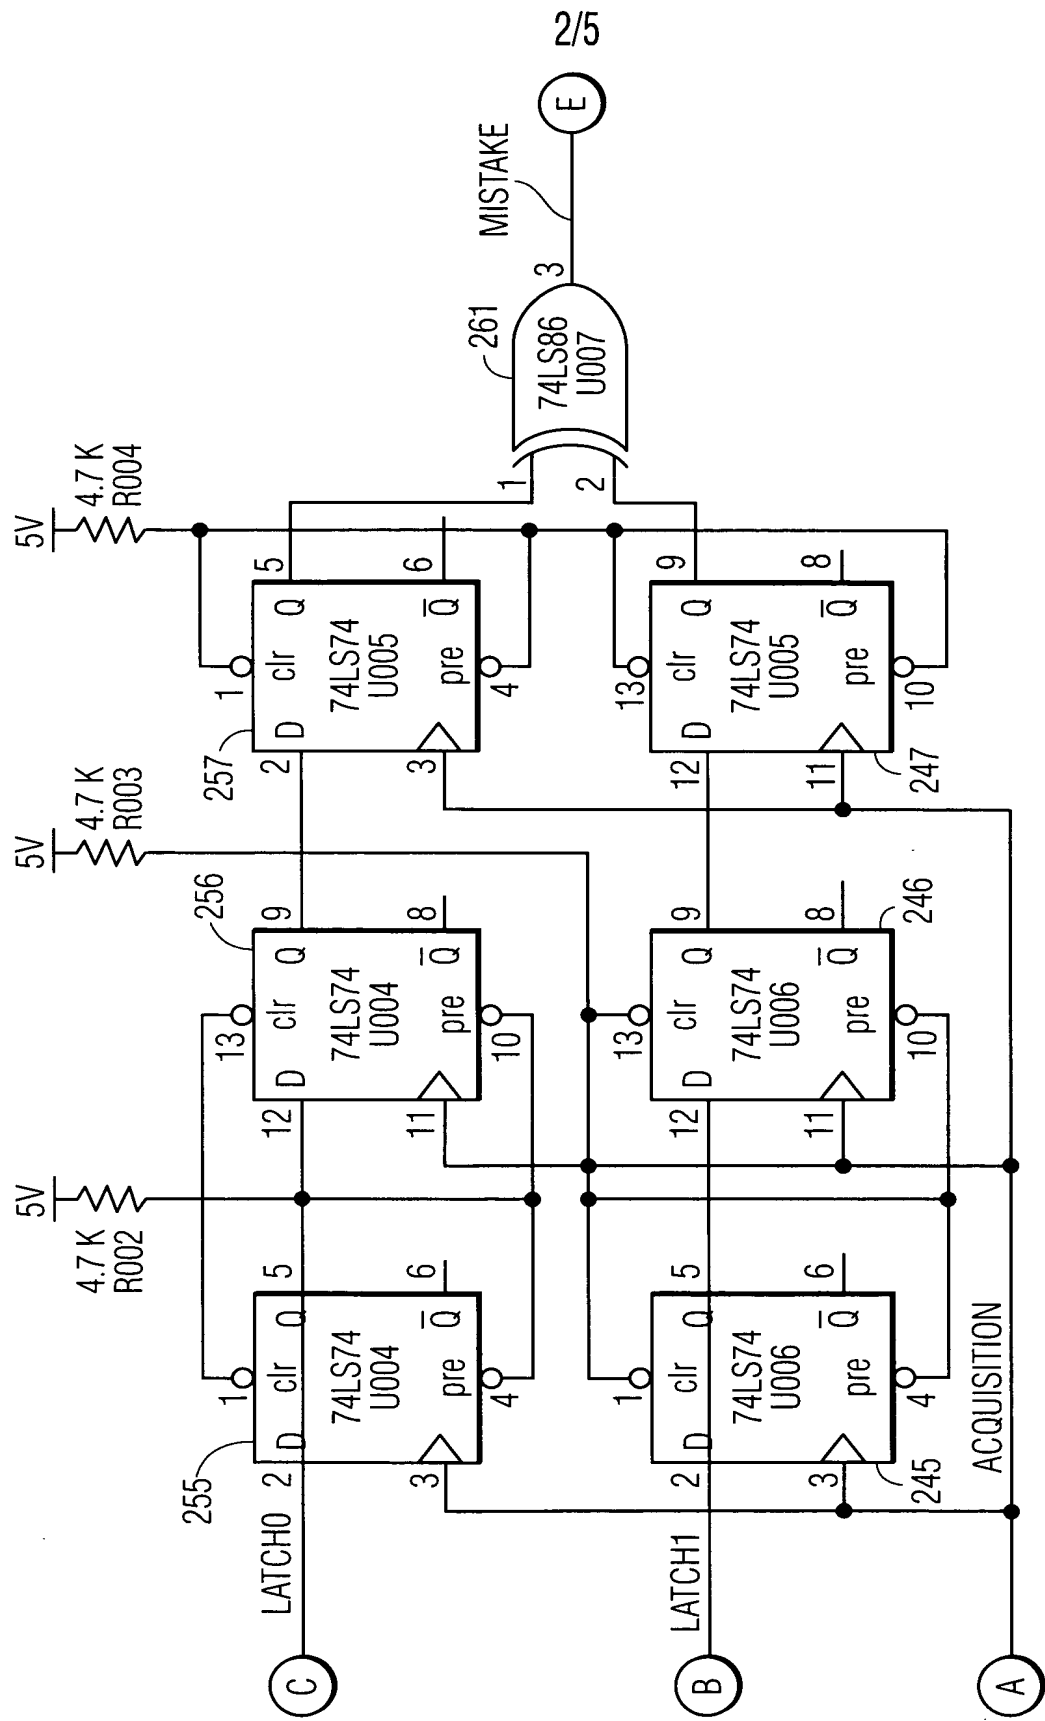 2/5
5V
4.7 K
R002
5V
4.7 K
R003
5V
4.7 K
R004
C
LATCH0
255
2
D
clr
1
Q
5
74LS74
U004
3
pre
4
Q
6
12
D
clr
13
Q
9
256
74LS74
U004
11
pre
10
Q
8
257
2
D
clr
1
Q
5
74LS74
U005
3
pre
4
Q
6
B
LATCH1
2
D
clr
1
Q
5
74LS74
U006
3
pre
4
Q
6
245
12
D
clr
13
Q
9
74LS74
U006
11
pre
10
Q
8
246
12
D
clr
13
Q
9
74LS74
U005
11
pre
10
Q
8
247
1
2
74LS86
U007
261
3
MISTAKE
E
A
ACQUISITION